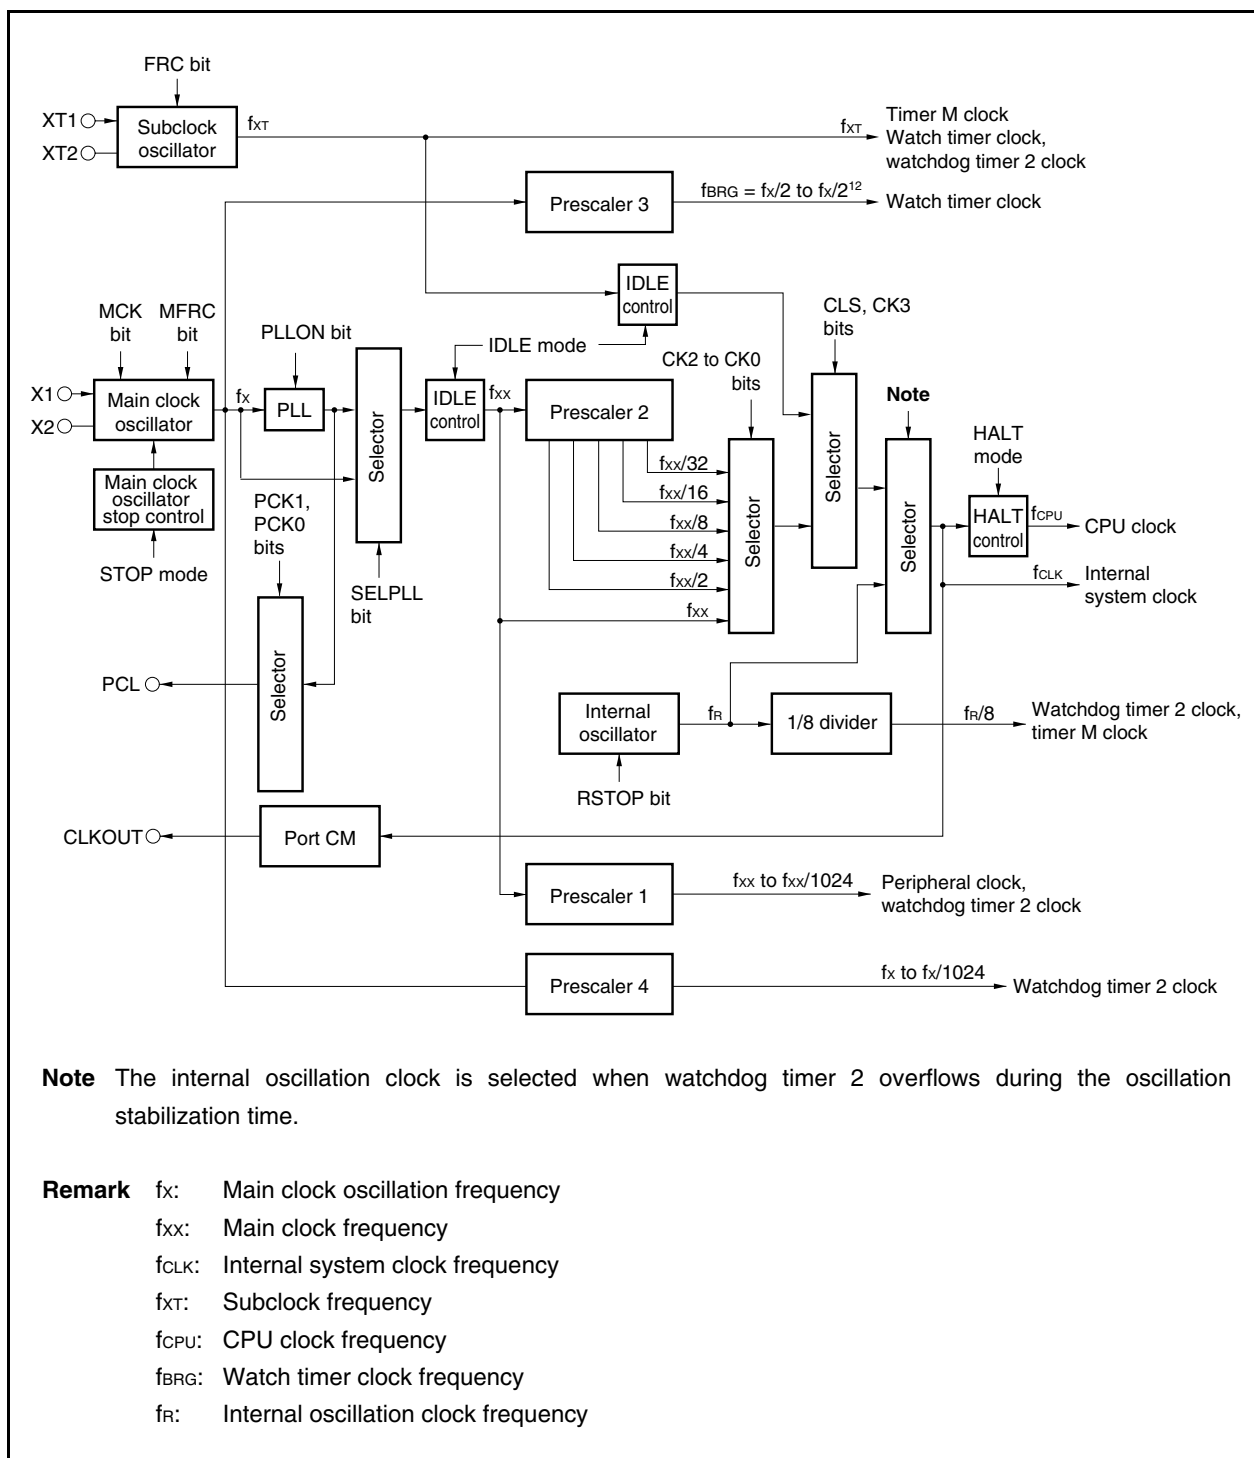 FRC bit
XT1
XT2
Subclock
oscillator
fXT
fXT
Timer M clock
Watch timer clock,
watchdog timer 2 clock
Prescaler 3
fBRG = fX/2 to fX/2¹²
Watch timer clock
IDLE
control
MCK
bit
MFRC
bit
PLLON bit
IDLE mode
CLS, CK3
bits
CK2 to CK0
bits
Note
X1
X2
Main clock
oscillator
fX
PLL
Selector
IDLE
control
fXX
Prescaler 2
HALT
mode
Main clock
oscillator
stop control
STOP mode
PCK1,
PCK0
bits
SELPLL
bit
fXX/32
fXX/16
fXX/8
fXX/4
fXX/2
fXX
Selector
Selector
Selector
HALT
control
fCPU
CPU clock
fCLK
Internal
system clock
PCL
Selector
Internal
oscillator
fR
1/8 divider
fR/8
Watchdog timer 2 clock,
timer M clock
RSTOP bit
CLKOUT
Port CM
Prescaler 1
fXX to fXX/1024
Peripheral clock,
watchdog timer 2 clock
Prescaler 4
fX to fX/1024
Watchdog timer 2 clock
Note The internal oscillation clock is selected when watchdog timer 2 overflows during the oscillation
stabilization time.
Remark fX: Main clock oscillation frequency
fXX: Main clock frequency
fCLK: Internal system clock frequency
fXT: Subclock frequency
fCPU: CPU clock frequency
fBRG: Watch timer clock frequency
fR: Internal oscillation clock frequency